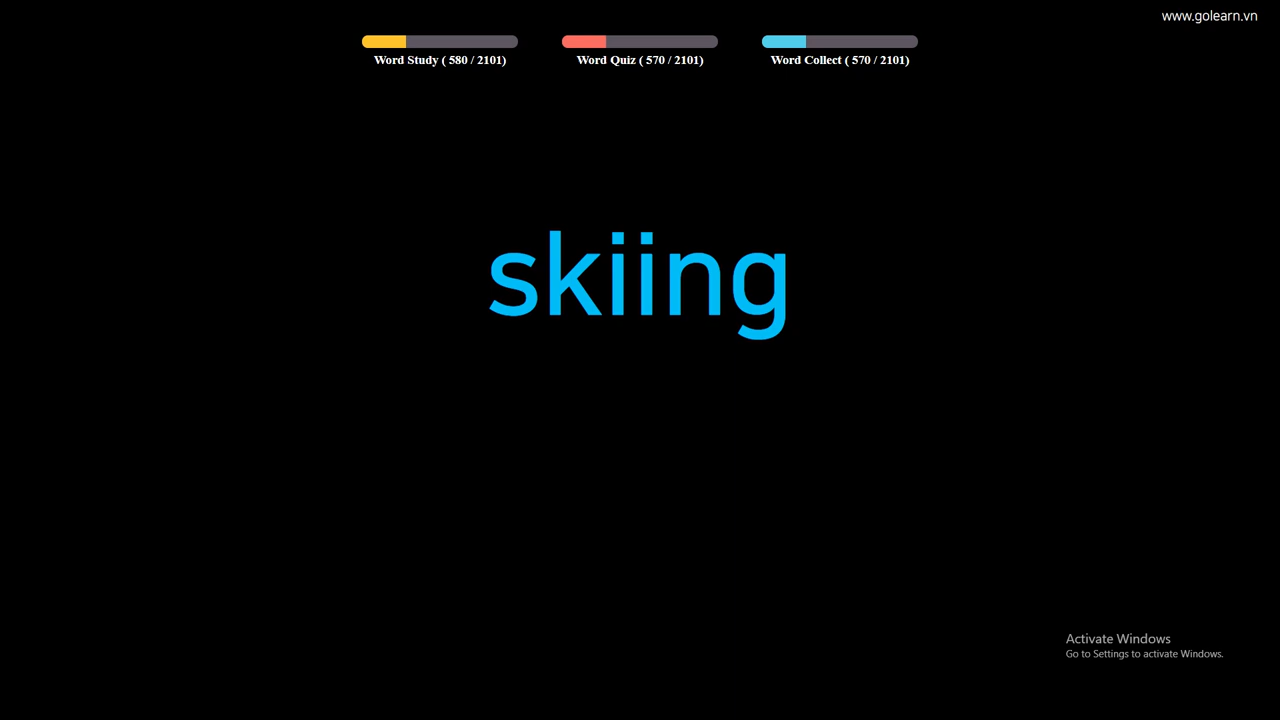 www.golearn.vn
Word Study ( 580 / 2101) Word Quiz ( 570 / 2101) Word Collect ( 570 / 2101)
skiing
Activate Windows
Go to Settings to activate Windows.